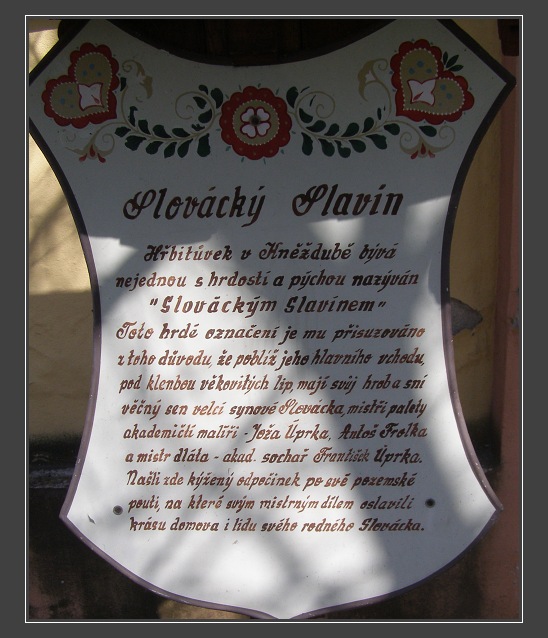 Slovácký Slavín
Hřbitůvek v Kněždubě bývá
nejednou s hrdostí a pýchou nazýván
"Slováckým Slavínem"
Toto hrdé označení je mu přisuzováno
z toho důvodu, že poblíž jeho hlavního vchodu,
pod klenbou věkovitých lip, mají svůj hrob a sní
věčný sen velcí synové Slovácka, mistři palety
akademičtí malíři - Joža Úprka, Antoš Frolka
a mistr dláta - akad. sochař František Úprka.
Našli zde kýžený odpočinek po své pozemské
pouti, na které svým mistrným dílem oslavili
krásu domova i lidu svého rodného Slovácka.